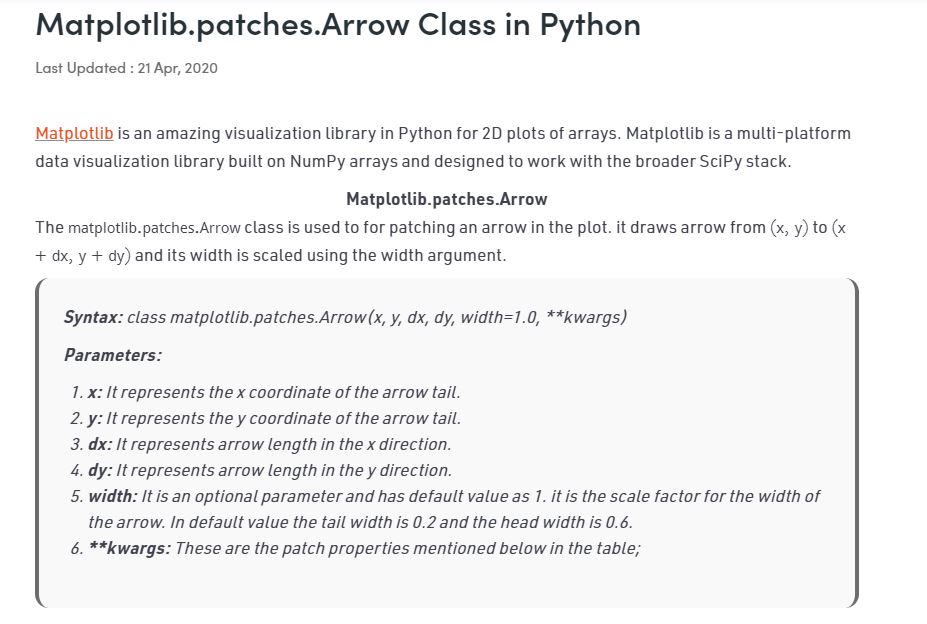 Matplotlib.patches.Arrow Class in Python
Last Updated : 21 Apr, 2020
Matplotlib is an amazing visualization library in Python for 2D plots of arrays. Matplotlib is a multi-platform
data visualization library built on NumPy arrays and designed to work with the broader SciPy stack.
Matplotlib.patches.Arrow
The matplotlib.patches.Arrow class is used to for patching an arrow in the plot. it draws arrow from (x, y) to (x
+ dx, y + dy) and its width is scaled using the width argument.
Syntax: class matplotlib.patches.Arrow(x, y, dx, dy, width=1.0, **kwargs)
Parameters:
1. x: It represents the x coordinate of the arrow tail.
2. y: It represents the y coordinate of the arrow tail.
3. dx: It represents arrow length in the x direction.
4. dy: It represents arrow length in the y direction.
5. width: It is an optional parameter and has default value as 1. it is the scale factor for the width of
the arrow. In default value the tail width is 0.2 and the head width is 0.6.
6. **kwargs: These are the patch properties mentioned below in the table;